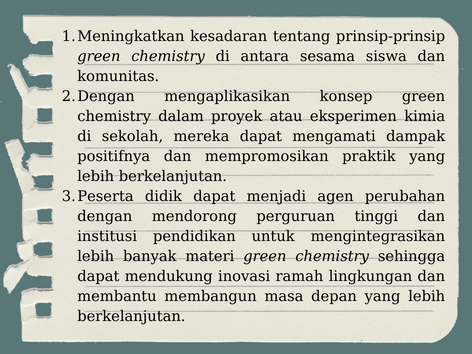 1. Meningkatkan kesadaran tentang prinsip-prinsip
green chemistry di antara sesama siswa dan
komunitas.
2. Dengan mengaplikasikan konsep green
chemistry dalam proyek atau eksperimen kimia
di sekolah, mereka dapat mengamati dampak
positifnya dan mempromosikan praktik yang
lebih berkelanjutan.
3. Peserta didik dapat menjadi agen perubahan
dengan mendorong perguruan tinggi dan
institusi pendidikan untuk mengintegrasikan
lebih banyak materi green chemistry sehingga
dapat mendukung inovasi ramah lingkungan dan
membantu membangun masa depan yang lebih
berkelanjutan.